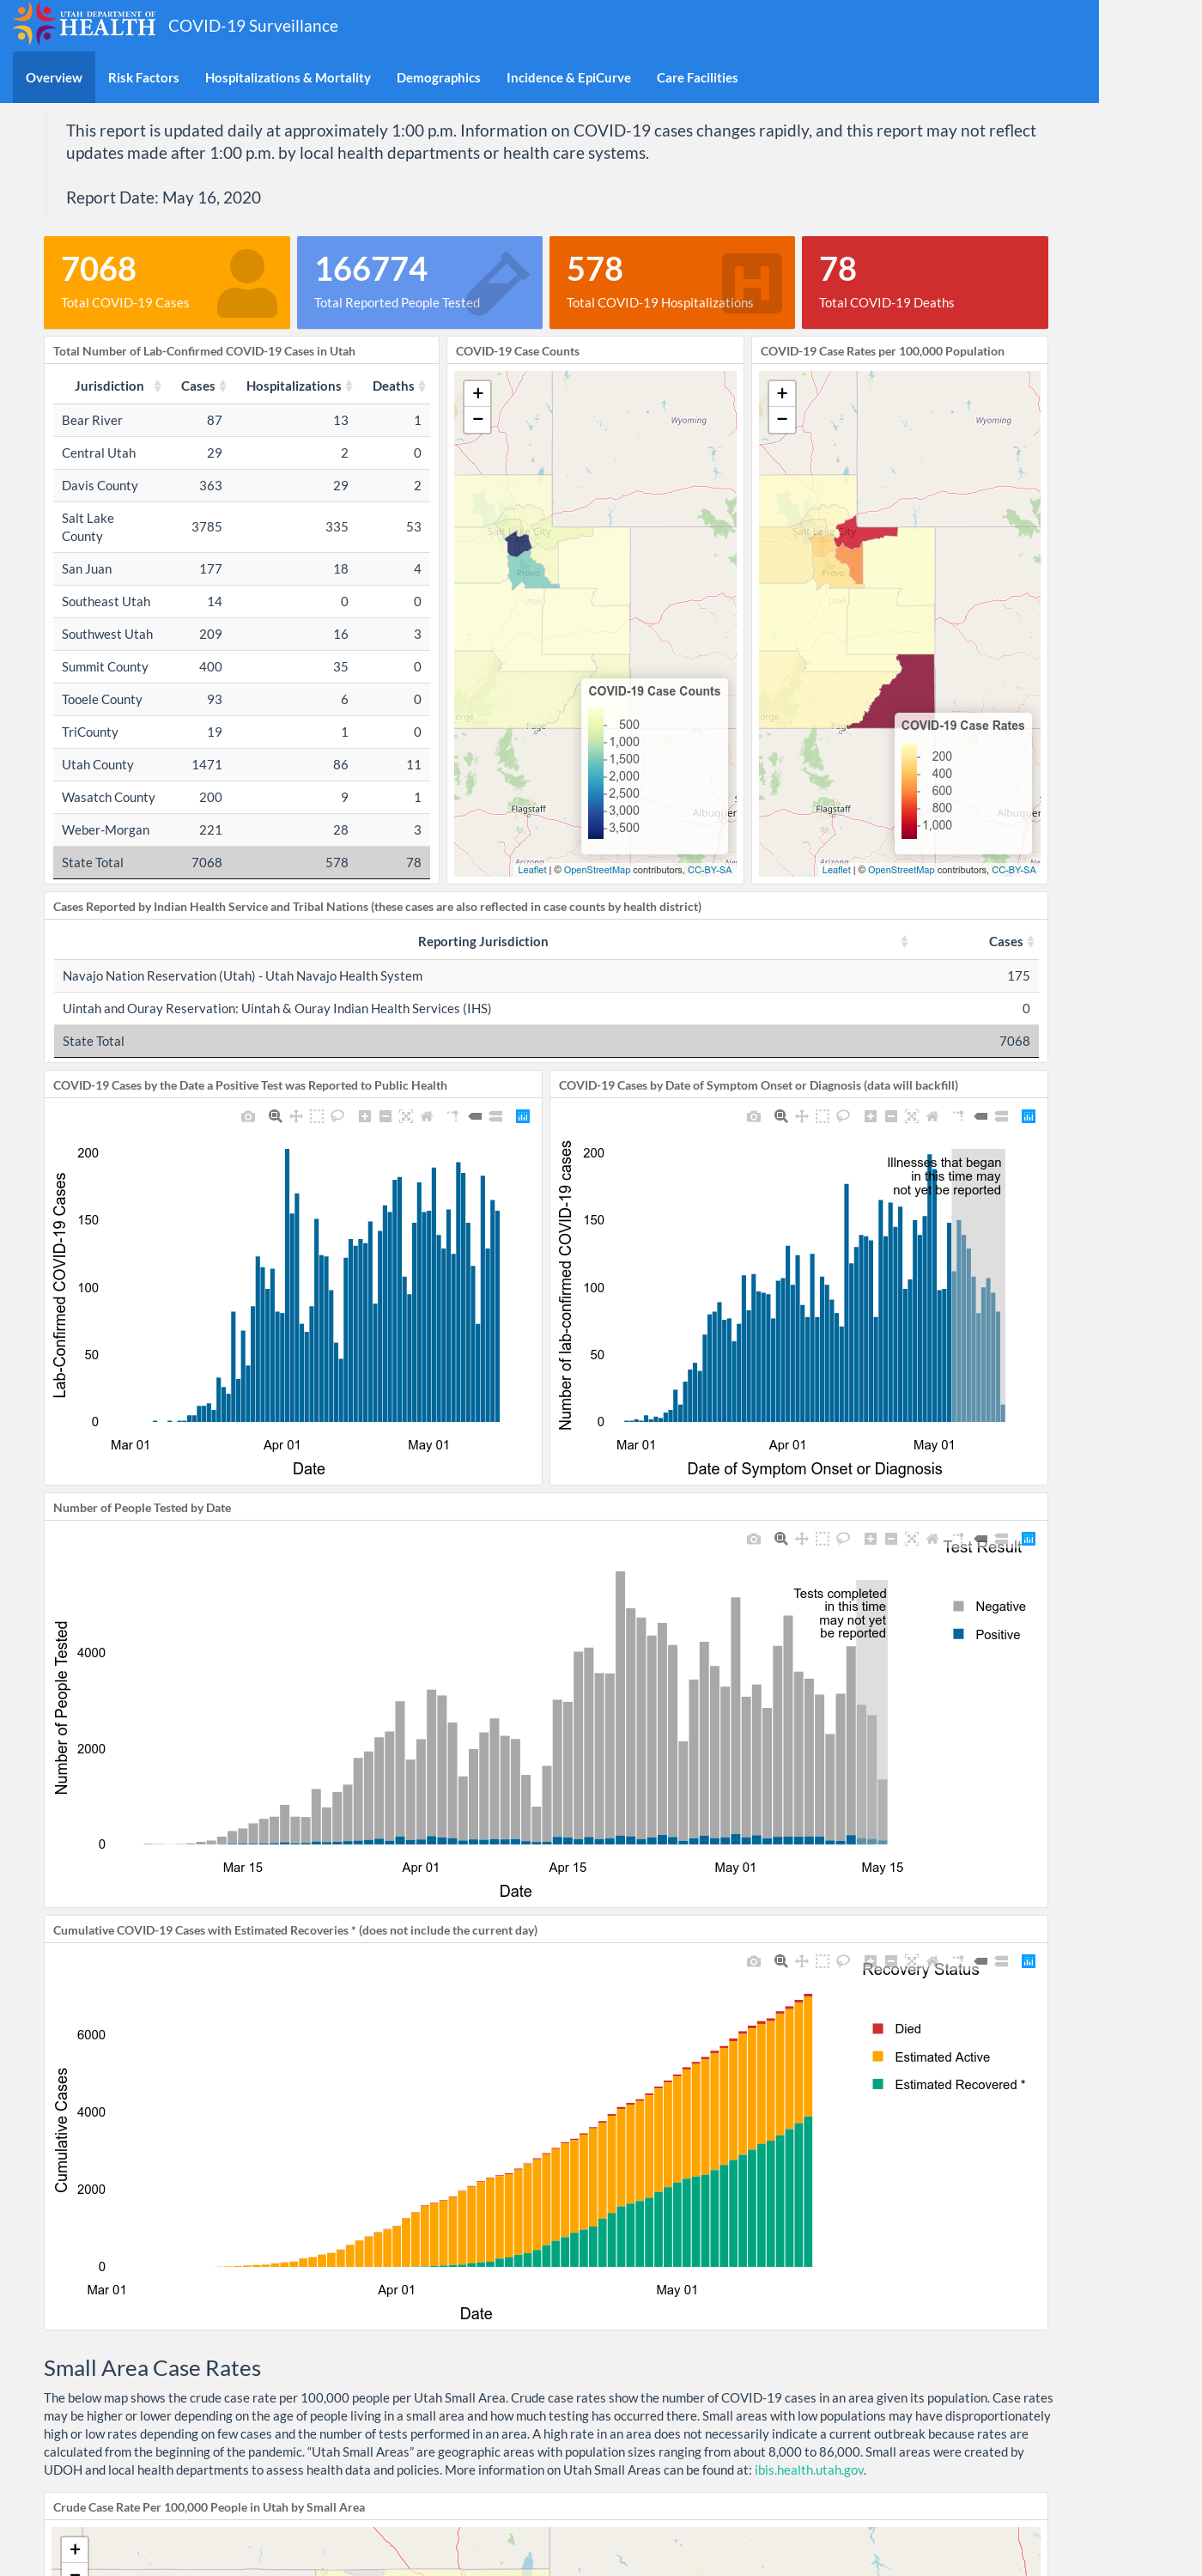 UTAH DEPARTMENT OF
HEALTH
COVID-19 Surveillance
Overview Risk Factors Hospitalizations & Mortality Demographics Incidence & EpiCurve Care Facilities
This report is updated daily at approximately 1:00 p.m. Information on COVID-19 cases changes rapidly, and this report may not reflect
updates made after 1:00 p.m. by local health departments or health care systems.
Report Date: May 16, 2020
7068
Total COVID-19 Cases
166774
Total Reported People Tested
578
Total COVID-19 Hospitalizations
H
78
Total COVID-19 Deaths
Total Number of Lab-Confirmed COVID-19 Cases in Utah
Jurisdiction Cases Hospitalizations Deaths
Bear River 87 13 1
Central Utah 29 2 0
Davis County 363 29 2
Salt Lake
County 3785 335 53
San Juan 177 18 4
Southeast Utah 14 0 0
Southwest Utah 209 16 3
Summit County 400 35 0
Tooele County 93 6 0
TriCounty 19 1 0
Utah County 1471 86 11
Wasatch County 200 9 1
Weber-Morgan 221 28 3
State Total 7068 578 78
COVID-19 Case Counts
+
−
Wyoming
Salt Lake City
Provo
Utah
orge
Page
Flagstaff
Albuquer
Arizona
COVID-19 Case Counts
500
1,000
1,500
2,000
2,500
3,000
3,500
Leaflet | © OpenStreetMap contributors, CC-BY-SA
COVID-19 Case Rates per 100,000 Population
+
−
Wyoming
Salt Lake City
Provo
Utah
orge
Pag
Flagstaff
Albuquer
Arizona
COVID-19 Case Rates
200
400
600
800
1,000
Leaflet | © OpenStreetMap contributors, CC-BY-SA
Cases Reported by Indian Health Service and Tribal Nations (these cases are also reflected in case counts by health district)
Reporting Jurisdiction Cases
Navajo Nation Reservation (Utah) - Utah Navajo Health System 175
Uintah and Ouray Reservation: Uintah & Ouray Indian Health Services (IHS) 0
State Total 7068
COVID-19 Cases by the Date a Positive Test was Reported to Public Health
Lab-Confirmed COVID-19 Cases
200
150
100
50
0
Mar 01 Apr 01 May 01
Date
COVID-19 Cases by Date of Symptom Onset or Diagnosis (data will backfill)
Number of lab-confirmed COVID-19 cases
200
150
100
50
0
Illnesses that began
in this time may
not yet be reported
Mar 01 Apr 01 May 01
Date of Symptom Onset or Diagnosis
Number of People Tested by Date
Number of People Tested
4000
2000
0
Tests completed
in this time
may not yet
be reported
Test Result
Negative
Positive
Mar 15 Apr 01 Apr 15 May 01 May 15
Date
Cumulative COVID-19 Cases with Estimated Recoveries * (does not include the current day)
Cumulative Cases
6000
4000
2000
0
Recovery Status
Died
Estimated Active
Estimated Recovered *
Mar 01 Apr 01 May 01
Date
Small Area Case Rates
The below map shows the crude case rate per 100,000 people per Utah Small Area. Crude case rates show the number of COVID-19 cases in an area given its population. Case rates
may be higher or lower depending on the age of people living in a small area and how much testing has occurred there. Small areas with low populations may have disproportionately
high or low rates depending on few cases and the number of tests performed in an area. A high rate in an area does not necessarily indicate a current outbreak because rates are
calculated from the beginning of the pandemic. “Utah Small Areas” are geographic areas with population sizes ranging from about 8,000 to 86,000. Small areas were created by
UDOH and local health departments to assess health data and policies. More information on Utah Small Areas can be found at: ibis.health.utah.gov.
Crude Case Rate Per 100,000 People in Utah by Small Area
+